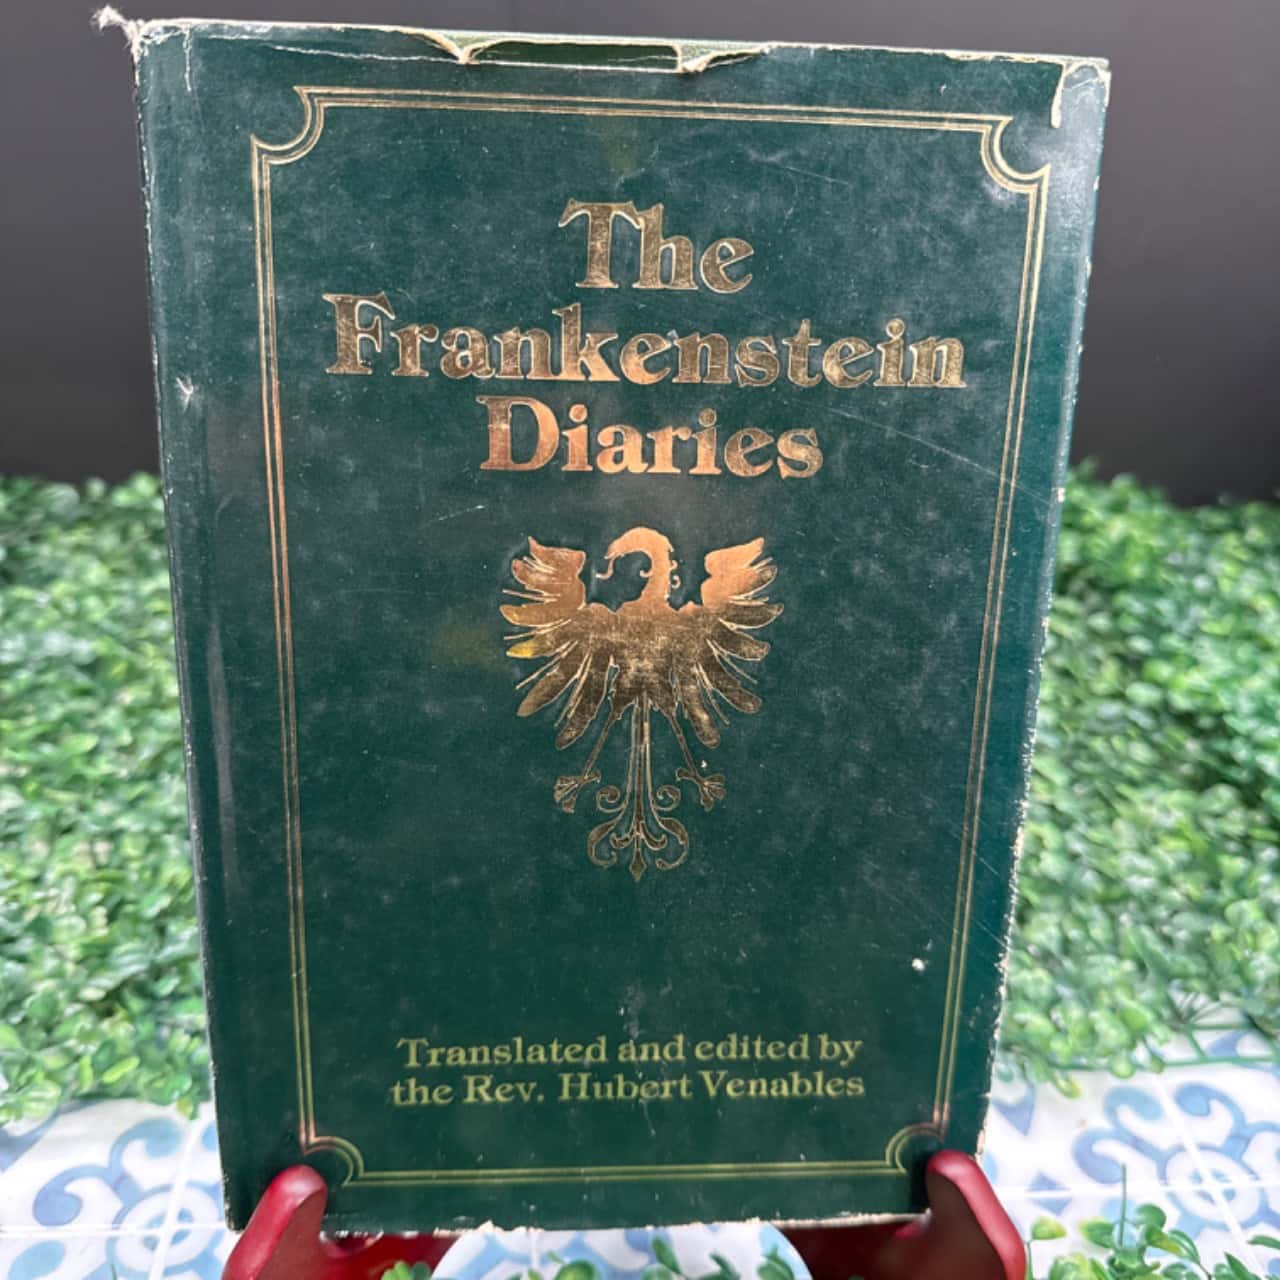 The
Frankenstein
Diaries
Translated and edited by
the Rev. Hubert Venables